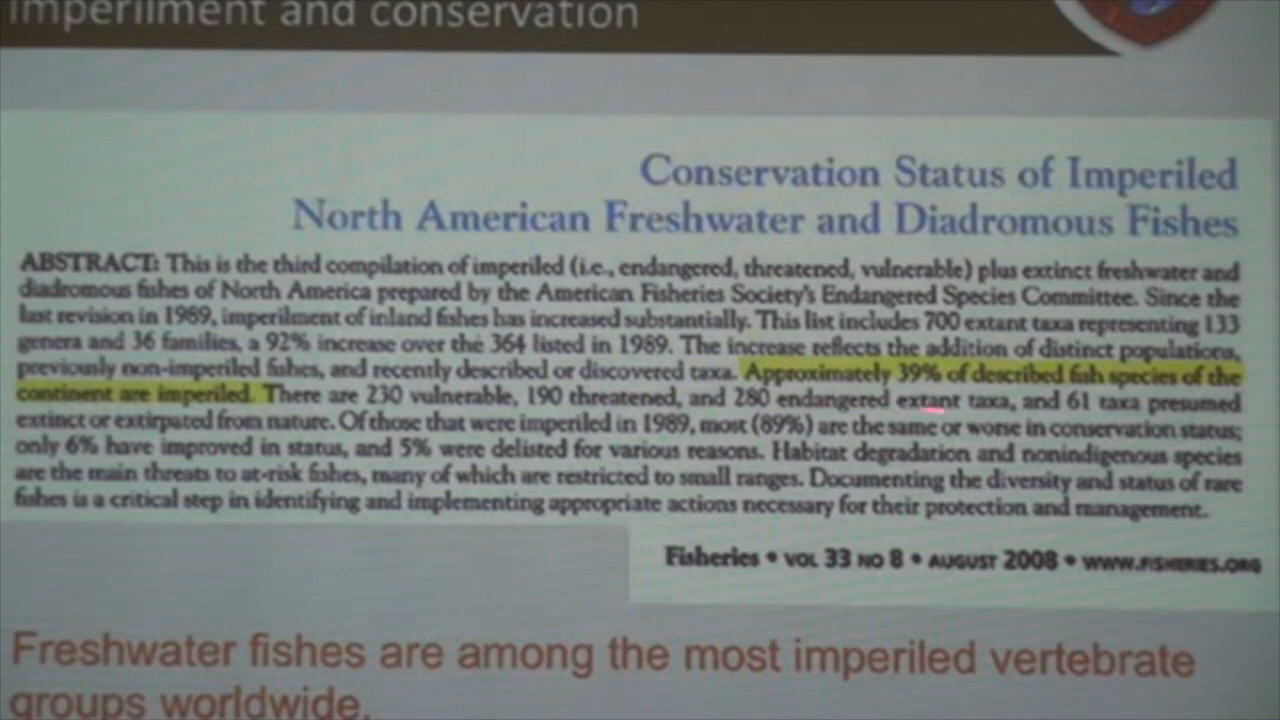 imperilment and conservation
Conservation Status of Imperiled
North American Freshwater and Diadromous Fishes
ABSTRACT: This is the third compilation of imperiled (i.e., endangered, threatened, vulnerable) plus extinct freshwater and
diadromous fishes of North America prepared by the American Fisheries Society's Endangered Species Committee. Since the
last revision in 1989, imperilment of inland fishes has increased substantially. This list includes 700 extant taxa representing 133
genera and 36 families, a 92% increase over the 364 listed in 1989. The increase reflects the addition of distinct populations,
previously non-imperiled fishes, and recently described or discovered taxa. Approximately 39% of described fish species of the
continent are imperiled. There are 230 vulnerable, 190 threatened, and 280 endangered extant taxa, and 61 taxa presumed
extinct or extirpated from nature. Of those that were imperiled in 1989, most (89%) are the same or worse in conservation status;
only 6% have improved in status, and 5% were delisted for various reasons. Habitat degradation and nonindigenous species
are the main threats to at-risk fishes, many of which are restricted to small ranges. Documenting the diversity and status of rare
fishes is a critical step in identifying and implementing appropriate actions necessary for their protection and management.
Fisheries • VOL 33 NO 8 • AUGUST 2008 • WWW.FISHERIES.ORG
Freshwater fishes are among the most imperiled vertebrate
groups worldwide.